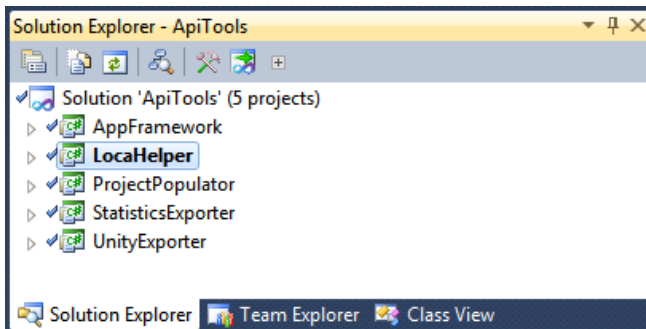 Solution Explorer - ApiTools
Solution 'ApiTools' (5 projects)
C# AppFramework
C# LocaHelper
C# ProjectPopulator
C# StatisticsExporter
C# UnityExporter
Solution Explorer Team Explorer Class View